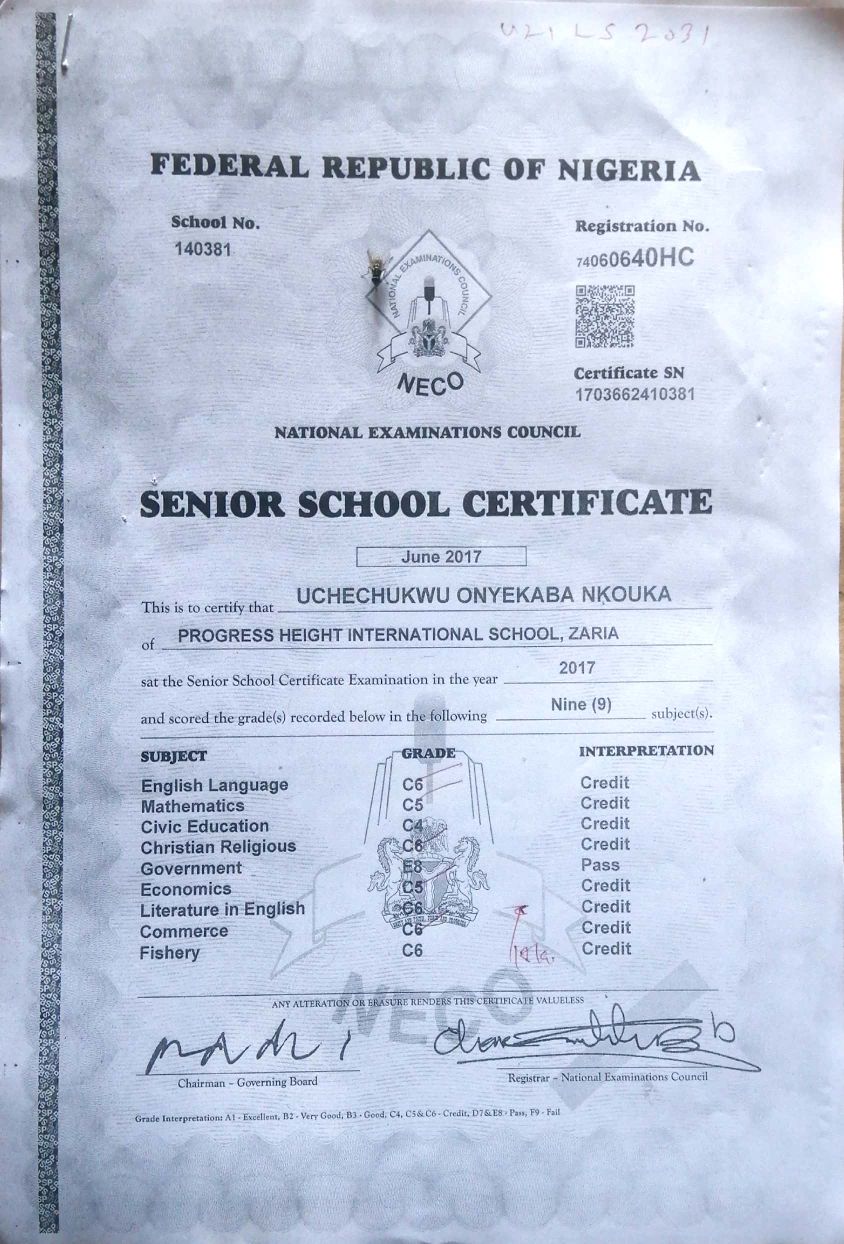 U21 LS 2031
FEDERAL REPUBLIC OF NIGERIA
School No.
140381
Registration No.
74060640HC
NATIONAL EXAMINATIONS COUNCIL
NECO
Certificate SN
1703662410381
NATIONAL EXAMINATIONS COUNCIL
SENIOR SCHOOL CERTIFICATE
June 2017
This is to certify that UCHECHUKWU ONYEKABA NKOUKA
of PROGRESS HEIGHT INTERNATIONAL SCHOOL, ZARIA
sat the Senior School Certificate Examination in the year 2017
and scored the grade(s) recorded below in the following Nine (9) subject(s).
SUBJECT GRADE INTERPRETATION
English Language C6 Credit
Mathematics C5 Credit
Civic Education C4 Credit
Christian Religious C6 Credit
Government E8 Pass
Economics C5 Credit
Literature in English C6 Credit
Commerce C6 Credit
Fishery C6 Credit
NECO
ANY ALTERATION OR ERASURE RENDERS THIS CERTIFICATE VALUELESS
Chairman – Governing Board
Registrar – National Examinations Council
Grade Interpretation: A1 - Excellent, B2 - Very Good, B3 - Good, C4, C5 & C6 - Credit, D7 & E8 - Pass, F9 - Fail